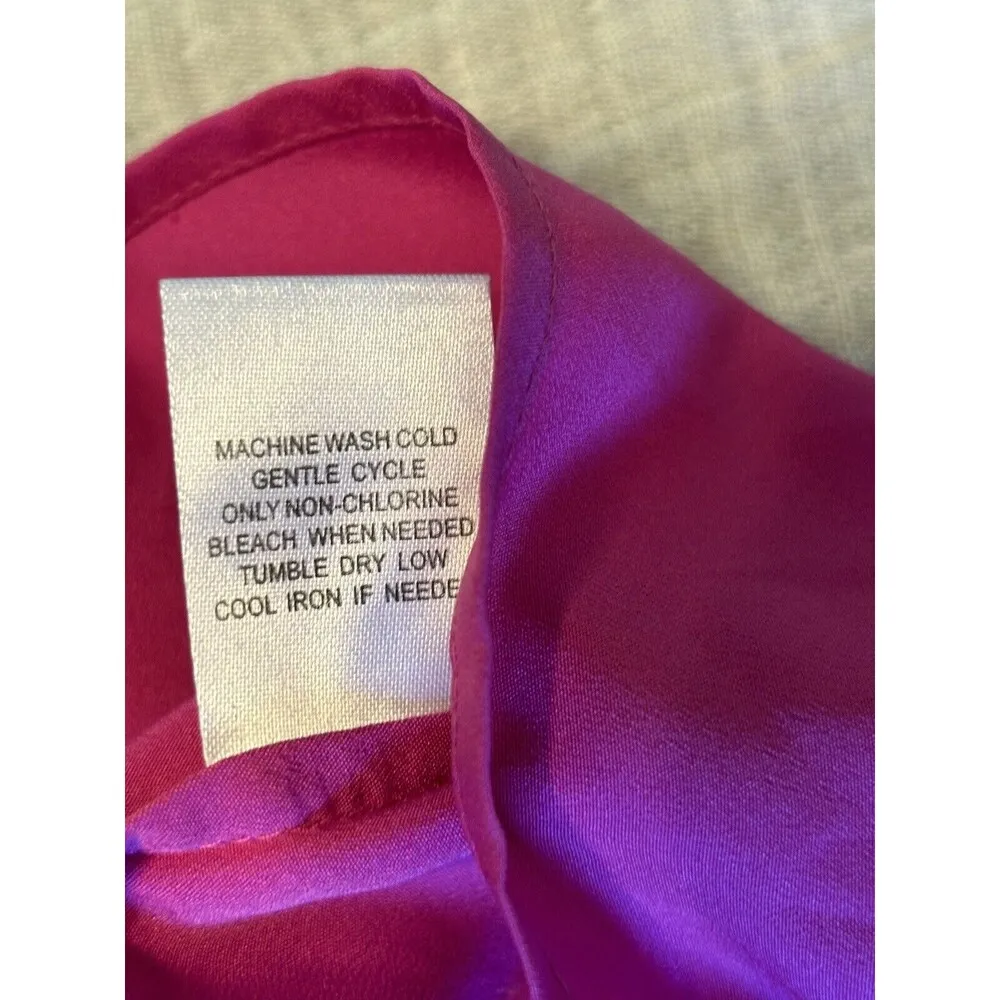 MACHINE WASH COLD
GENTLE CYCLE
ONLY NON-CHLORINE
BLEACH WHEN NEEDED
TUMBLE DRY LOW
COOL IRON IF NEEDE